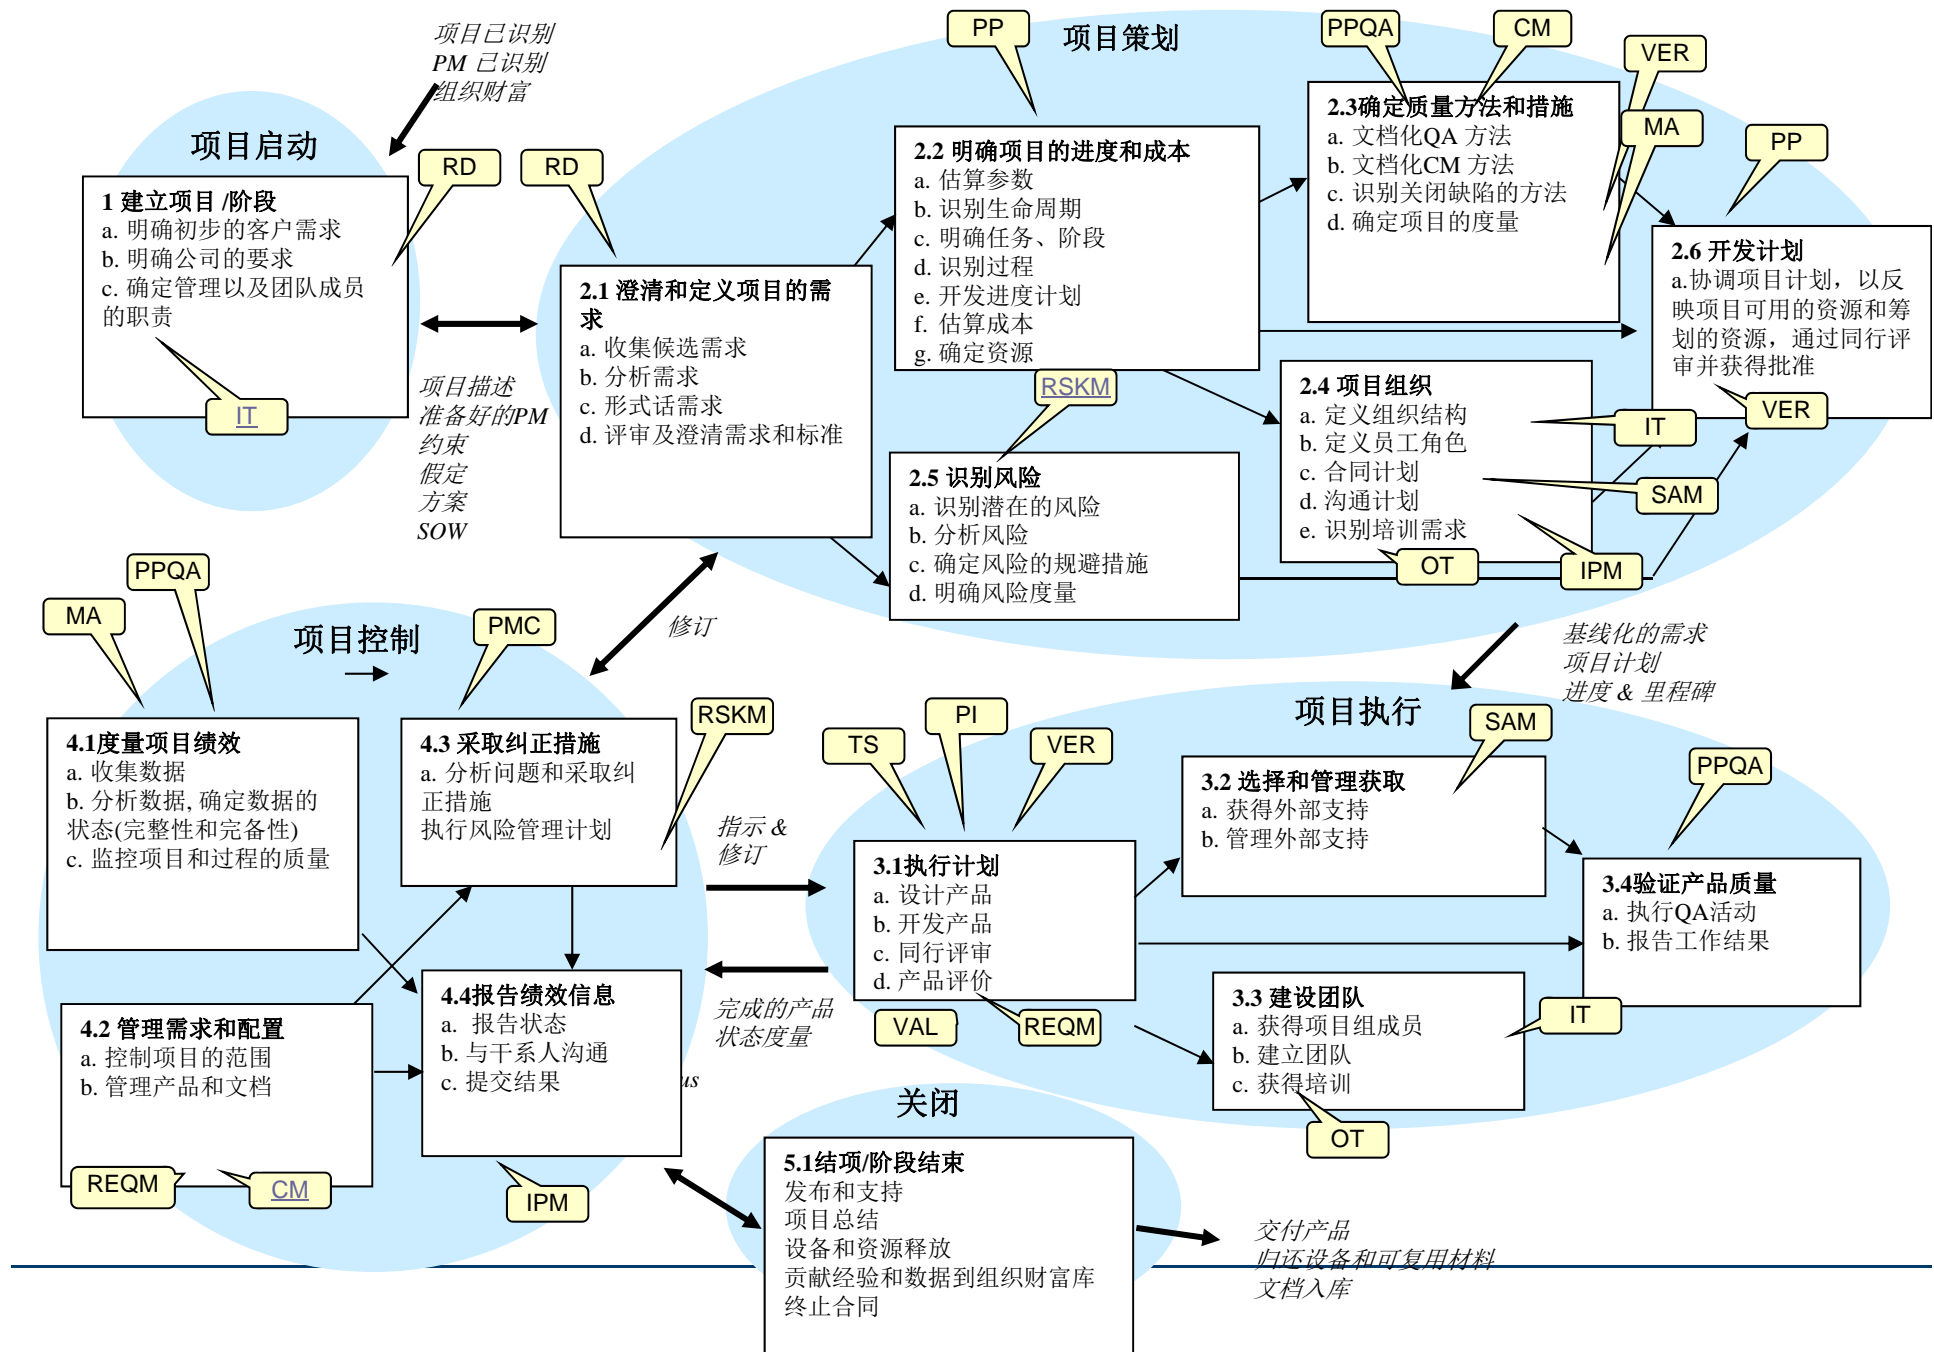 项目已识别
PM 已识别
组织财富
项目启动
RD
1 建立项目 /阶段
a. 明确初步的客户需求
b. 明确公司的要求
c. 确定管理以及团队成员
的职责
IT
项目描述
准备好的PM
约束
假定
方案
SOW
项目策划
RD
2.1 澄清和定义项目的需
求
a. 收集候选需求
b. 分析需求
c. 形式话需求
d. 评审及澄清需求和标准
PP
2.2 明确项目的进度和成本
a. 估算参数
b. 识别生命周期
c. 明确任务、阶段
d. 识别过程
e. 开发进度计划
f. 估算成本
g. 确定资源
RSKM
2.5 识别风险
a. 识别潜在的风险
b. 分析风险
c. 确定风险的规避措施
d. 明确风险度量
PPQA
CM
VER
MA
2.3确定质量方法和措施
a. 文档化QA 方法
b. 文档化CM 方法
c. 识别关闭缺陷的方法
d. 确定项目的度量
2.4 项目组织
a. 定义组织结构
b. 定义员工角色
c. 合同计划
d. 沟通计划
e. 识别培训需求
IT
SAM
OT
IPM
PP
2.6 开发计划
a.协调项目计划，以反
映项目可用的资源和筹
划的资源，通过同行评
审并获得批准
VER
修订
基线化的需求
项目计划
进度 & 里程碑
项目控制
MA
PPQA
PMC
RSKM
4.1度量项目绩效
a. 收集数据
b. 分析数据, 确定数据的
状态(完整性和完备性)
c. 监控项目和过程的质量
4.3 采取纠正措施
a. 分析问题和采取纠
正措施
执行风险管理计划
4.2 管理需求和配置
a. 控制项目的范围
b. 管理产品和文档
REQM
CM
4.4报告绩效信息
a. 报告状态
b. 与干系人沟通
c. 提交结果
us
IPM
指示 &
修订
完成的产品
状态度量
项目执行
TS
PI
VER
SAM
PPQA
3.1执行计划
a. 设计产品
b. 开发产品
c. 同行评审
d. 产品评价
VAL
REQM
3.2 选择和管理获取
a. 获得外部支持
b. 管理外部支持
3.4验证产品质量
a. 执行QA活动
b. 报告工作结果
3.3 建设团队
a. 获得项目组成员
b. 建立团队
c. 获得培训
IT
OT
关闭
5.1结项/阶段结束
发布和支持
项目总结
设备和资源释放
贡献经验和数据到组织财富库
终止合同
交付产品
归还设备和可复用材料
文档入库